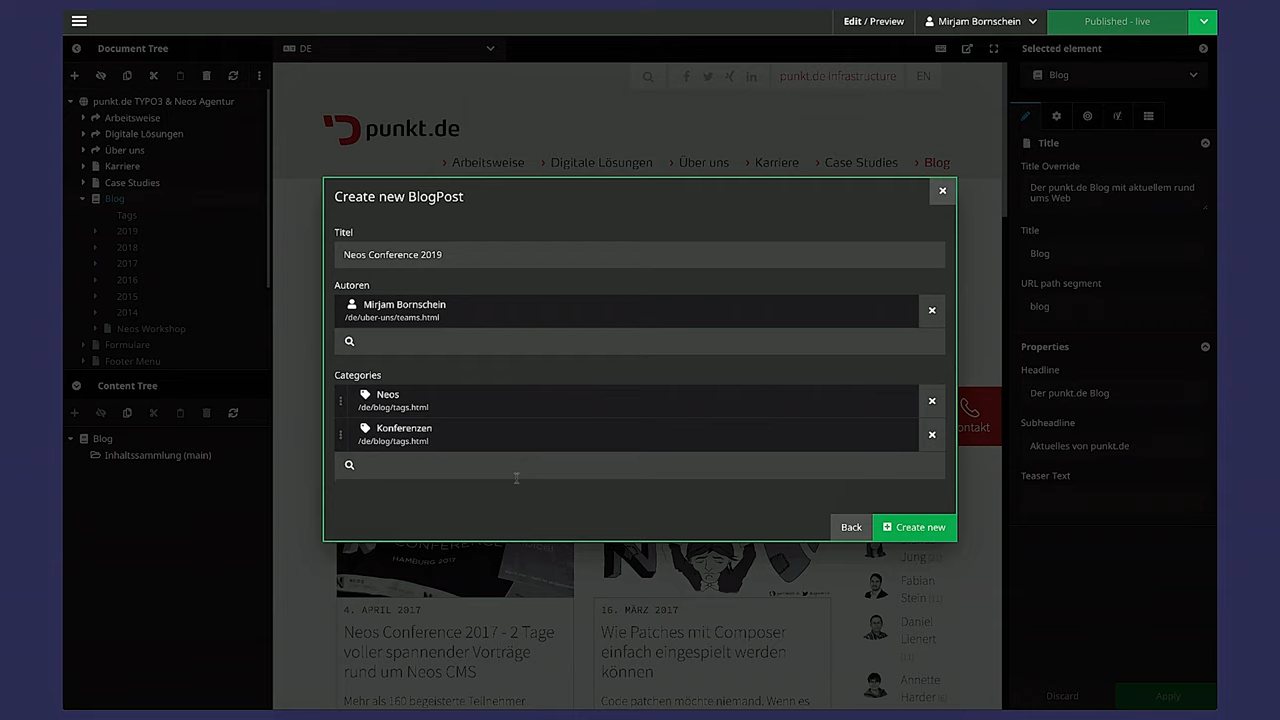 Edit / Preview
Mirjam Bornschein
Published - live
Document Tree
DE
Selected element
Blog
punkt.de TYPO3 & Neos Agentur
Arbeitsweise
Digitale Lösungen
Über uns
Karriere
Case Studies
Blog
Tags
2019
2018
2017
2016
2015
2014
Neos Workshop
Formulare
Footer Menu
Content Tree
Blog
Inhaltssammlung (main)
punkt.de Infrastructure
EN
punkt.de
Arbeitsweise
Digitale Lösungen
Über uns
Karriere
Case Studies
Blog
Create new BlogPost
Titel
Neos Conference 2019
Autoren
Mirjam Bornschein
/de/uber-uns/teams.html
Categories
Neos
/de/blog/tags.html
Konferenzen
/de/blog/tags.html
Back
Create new
ontakt
HAMBURG 2017
4. APRIL 2017
Neos Conference 2017 - 2 Tage
voller spannender Vorträge
rund um Neos CMS
Mehr als 160 begeisterte Teilnehmer
16. MÄRZ 2017
Wie Patches mit Composer
einfach eingespielt werden
können
Code patchen möchte niemand. Wenn es
Jung
Fabian
Stein
Daniel
Lienert
Annette
Harder
Title
Title Override
Der punkt.de Blog mit aktuellem rund
ums Web
Title
Blog
URL path segment
blog
Properties
Headline
Der punkt.de Blog
Subheadline
Aktuelles von punkt.de
Teaser Text
Discard
Apply